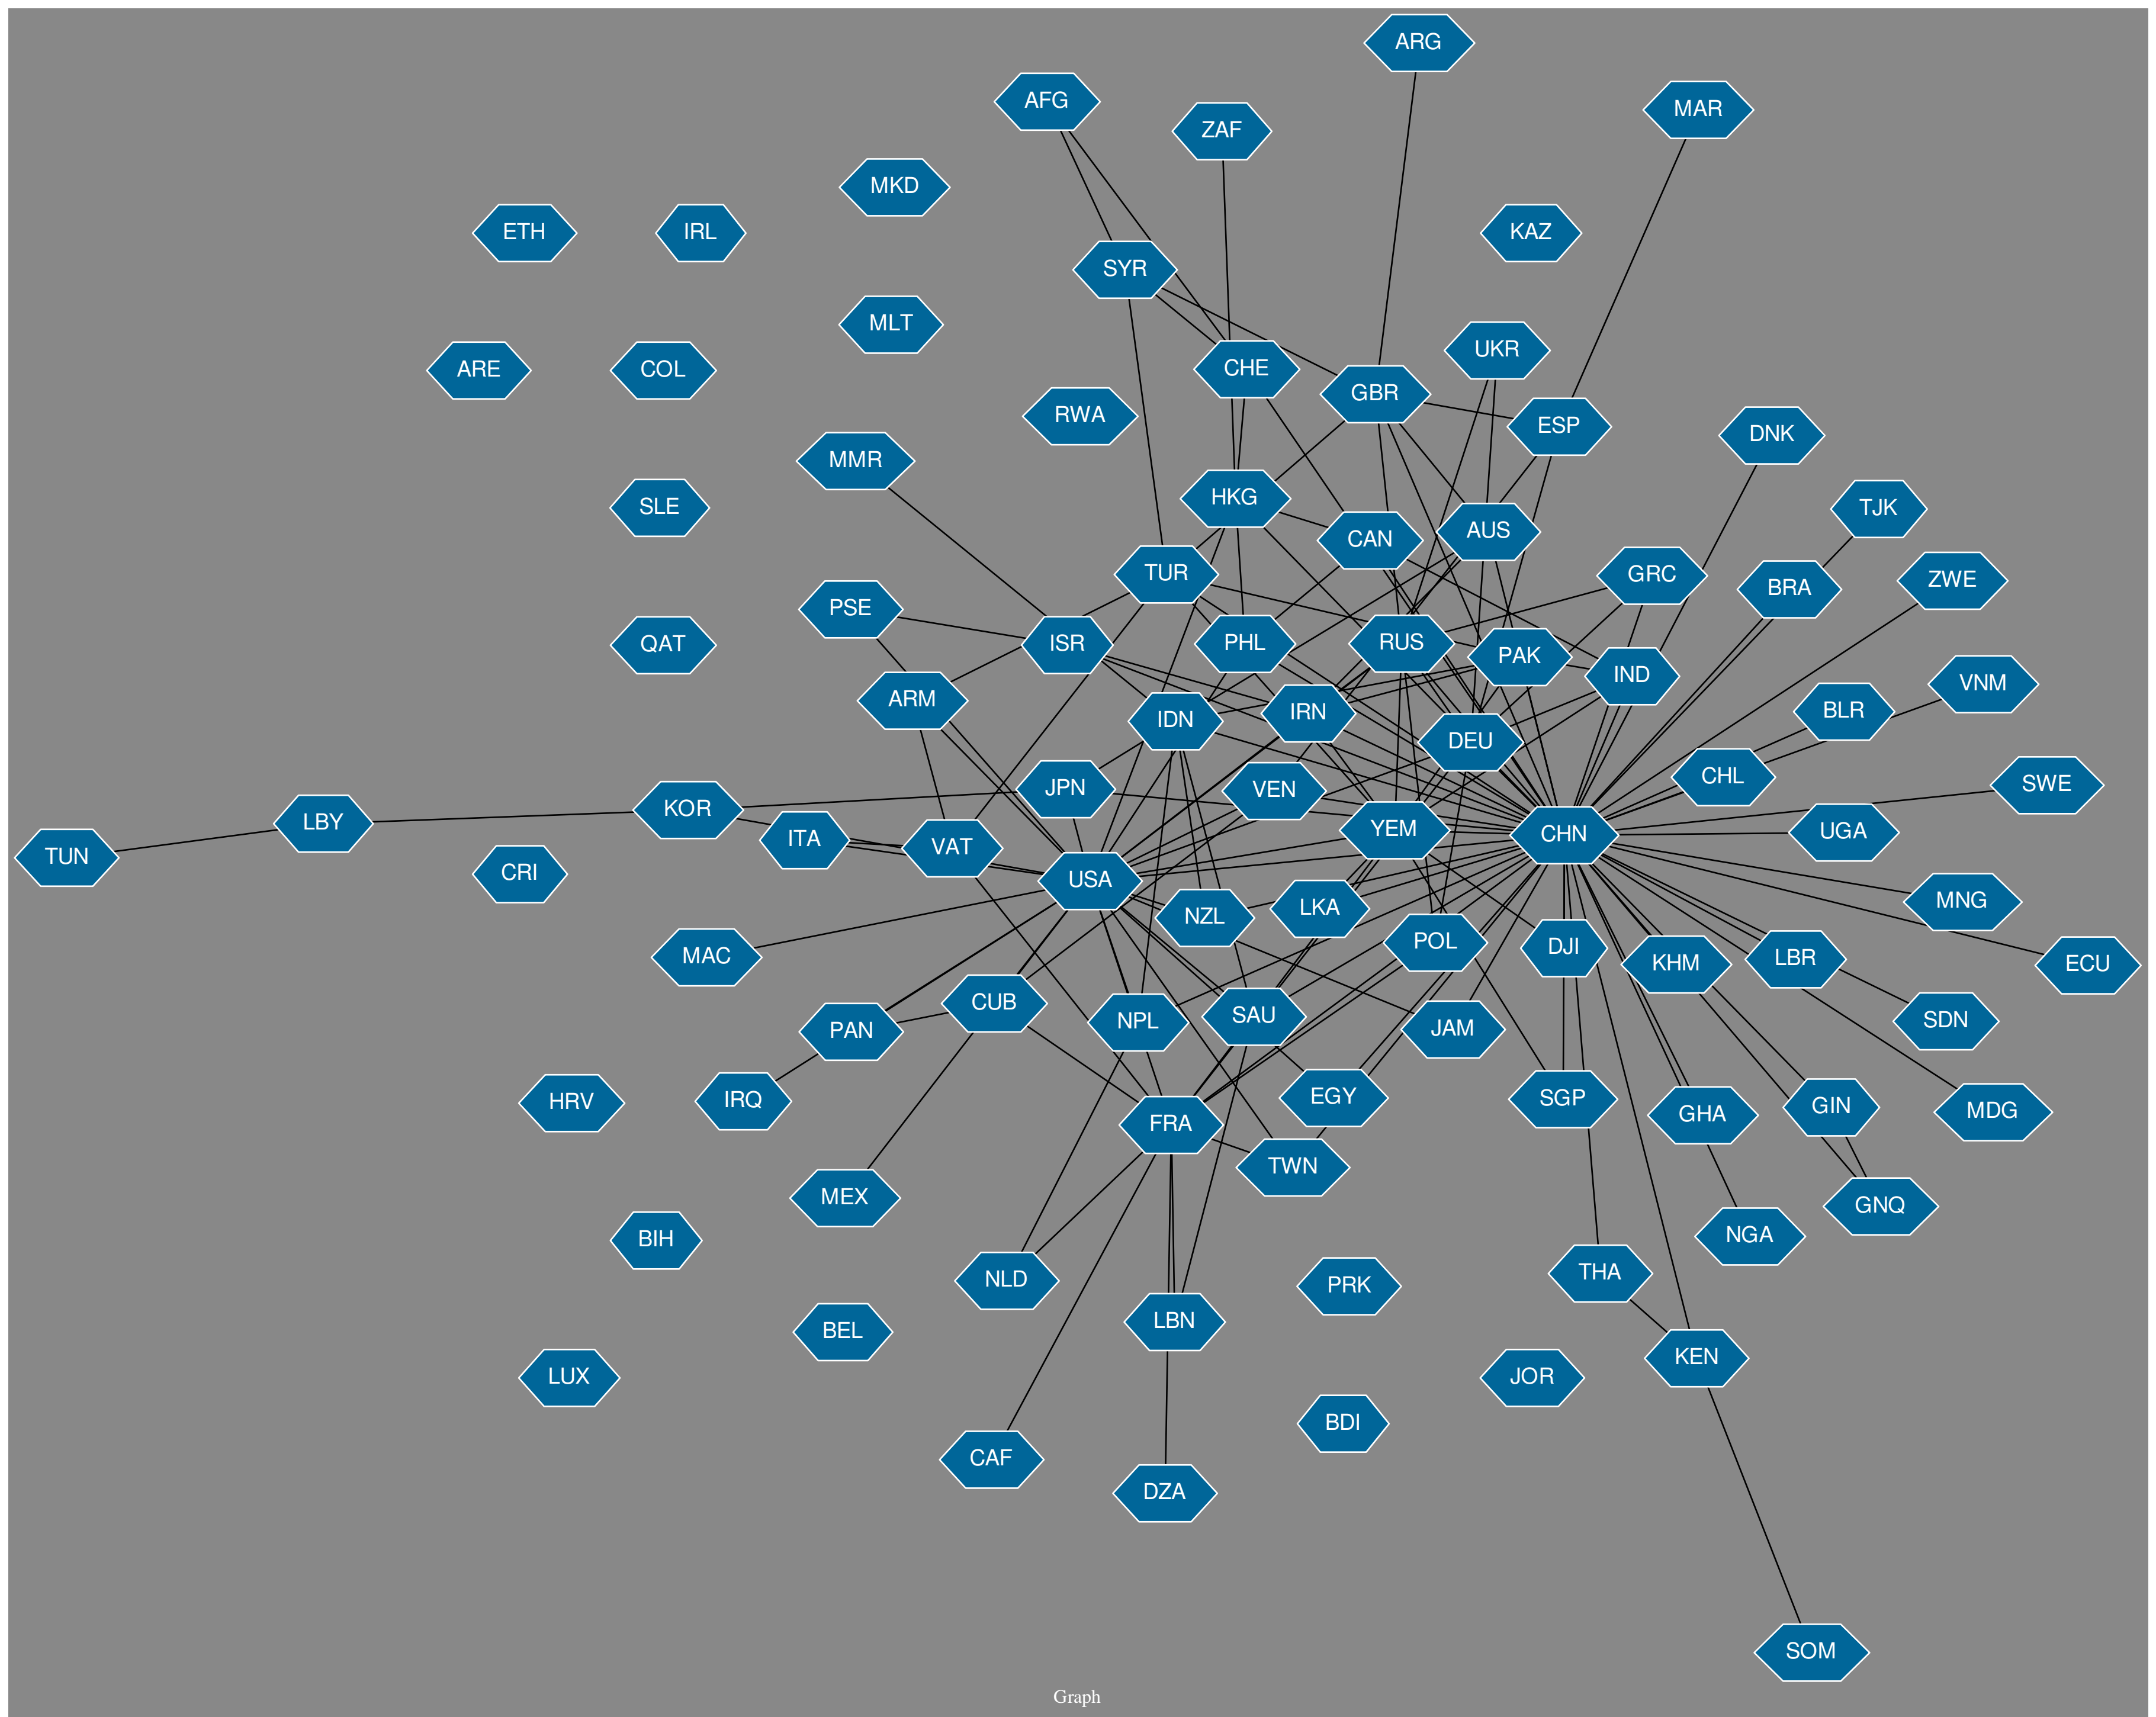 ARG
AFG
MAR
ZAF
MKD
ETH
IRL
KAZ
SYR
MLT
UKR
ARE
COL
CHE
GBR
RWA
ESP
DNK
MMR
HKG
SLE
TJK
AUS
CAN
TUR
GRC
ZWE
BRA
PSE
QAT
ISR
PHL
RUS
PAK
IND
VNM
ARM
IDN
IRN
BLR
DEU
CHL
SWE
JPN
VEN
KOR
LBY
ITA
YEM
CHN
UGA
TUN
VAT
CRI
USA
MNG
NZL
LKA
POL
DJI
MAC
LBR
KHM
ECU
CUB
SAU
NPL
SDN
PAN
JAM
HRV
IRQ
EGY
SGP
GIN
MDG
GHA
FRA
TWN
MEX
GNQ
BIH
NGA
NLD
THA
PRK
LBN
BEL
KEN
LUX
JOR
BDI
CAF
DZA
SOM
Graph